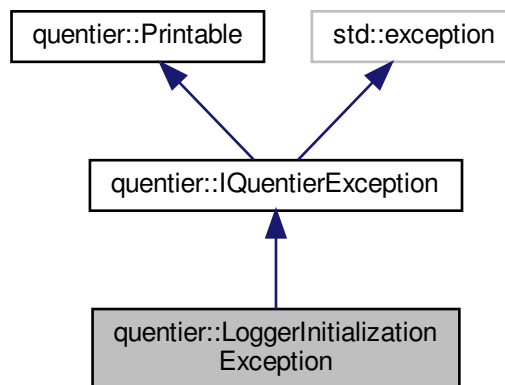 quentier::Printable
std::exception
quentier::IQuentierException
quentier::LoggerInitialization
Exception